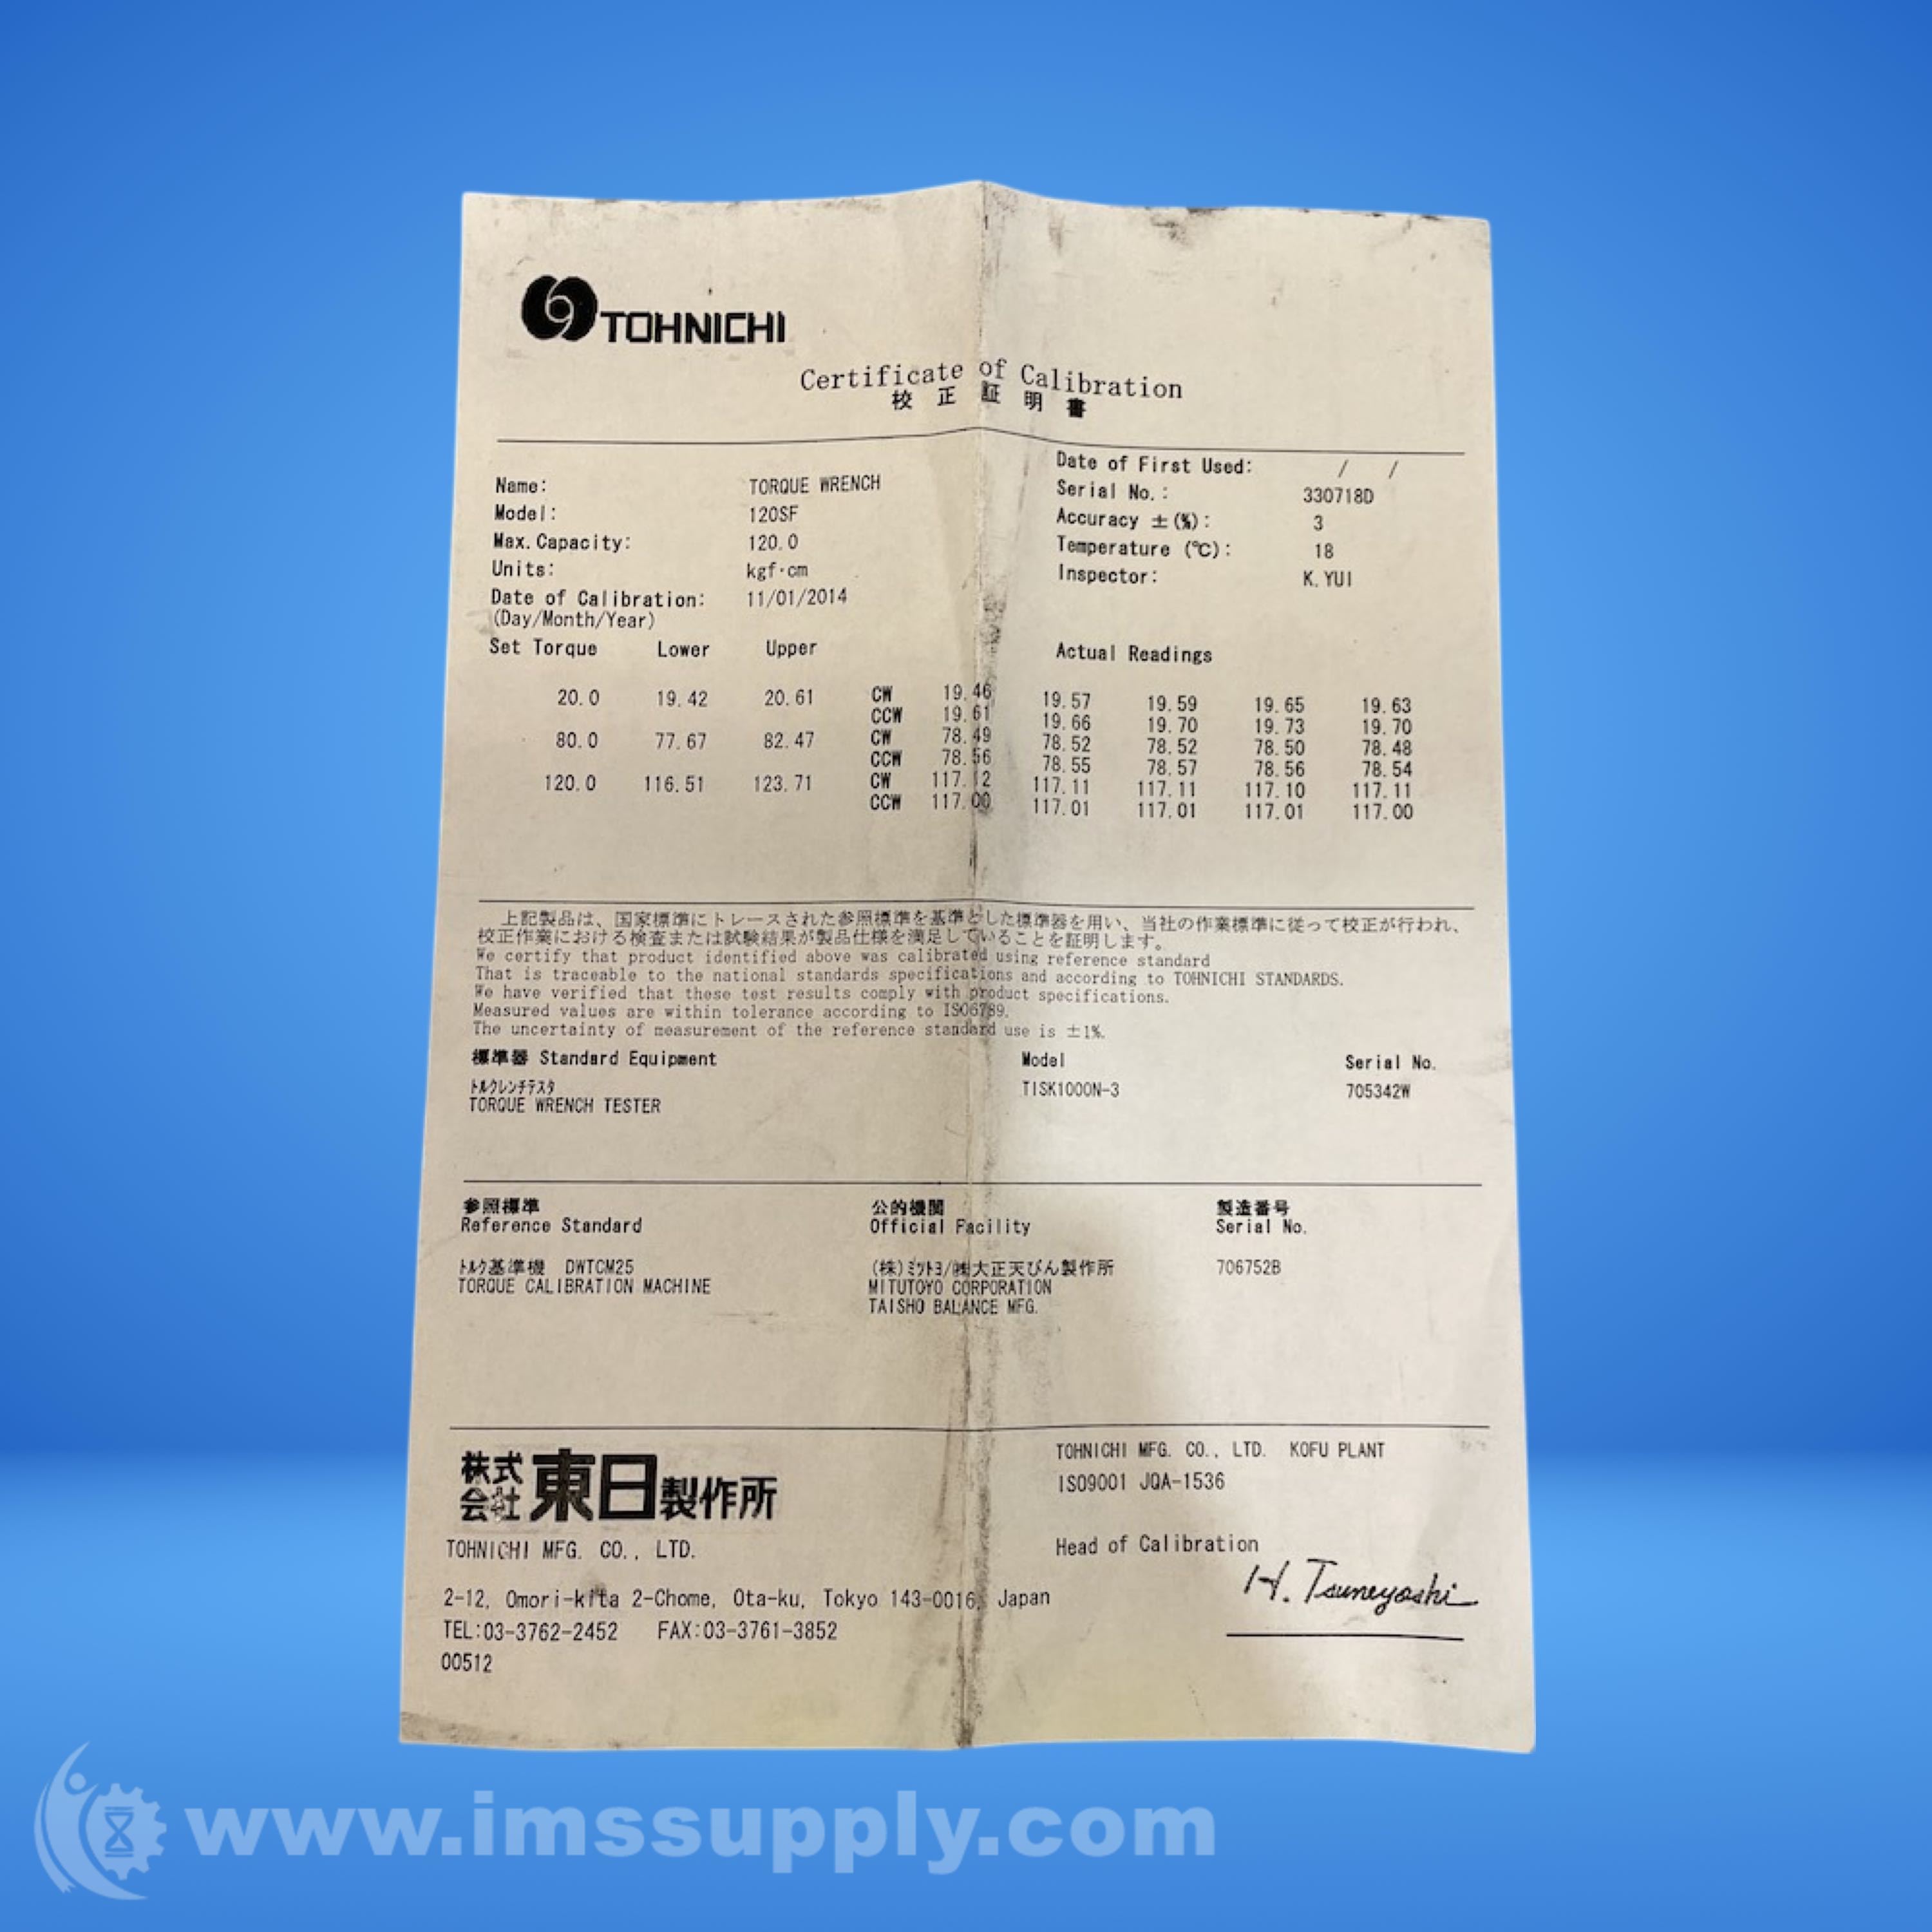 TOHNICHI
Certificate of Calibration
校正証明書
Name: TORQUE WRENCH
Model: 120SF
Max.Capacity: 120.0
Units: kgf·cm
Date of Calibration: 11/01/2014
(Day/Month/Year)
Date of First Used: / /
Serial No.: 330718D
Accuracy ±(%): 3
Temperature (℃): 18
Inspector: K.YUI
Set Torque Lower Upper Actual Readings
20.0 19.42 20.61 CW 19.46 19.57 19.59 19.65 19.63
CCW 19.61 19.66 19.70 19.73 19.70
80.0 77.67 82.47 CW 78.49 78.52 78.52 78.50 78.48
CCW 78.56 78.55 78.57 78.56 78.54
120.0 116.51 123.71 CW 117.12 117.11 117.11 117.10 117.11
CCW 117.00 117.01 117.01 117.01 117.00
上記製品は、国家標準にトレースされた参照標準を基準とした標準器を用い、当社の作業標準に従って校正が行われ、
校正作業における検査または試験結果が製品仕様を満足していることを証明します。
We certify that product identified above was calibrated using reference standard
That is traceable to the national standards specifications and according to TOHNICHI STANDARDS.
We have verified that these test results comply with product specifications.
Measured values are within tolerance according to ISO6789.
The uncertainty of measurement of the reference standard use is ±1%.
標準器 Standard Equipment Model Serial No.
トルクレンチテスタ
TORQUE WRENCH TESTER TISK1000N-3 705342W
参照標準 公的機関 製造番号
Reference Standard Official Facility Serial No.
トルク基準機 DWTCM25 (株)ミツトヨ/㈱大正天びん製作所 706752B
TORQUE CALIBRATION MACHINE MITUTOYO CORPORATION
TAISHO BALANCE MFG.
株式会社 東日製作所
TOHNICHI MFG. CO., LTD.
2-12, Omori-kita 2-Chome, Ota-ku, Tokyo 143-0016, Japan
TEL:03-3762-2452 FAX:03-3761-3852
00512
TOHNICHI MFG. CO., LTD. KOFU PLANT
ISO9001 JQA-1536
Head of Calibration
H. Tsuneyoshi
www.imssupply.com